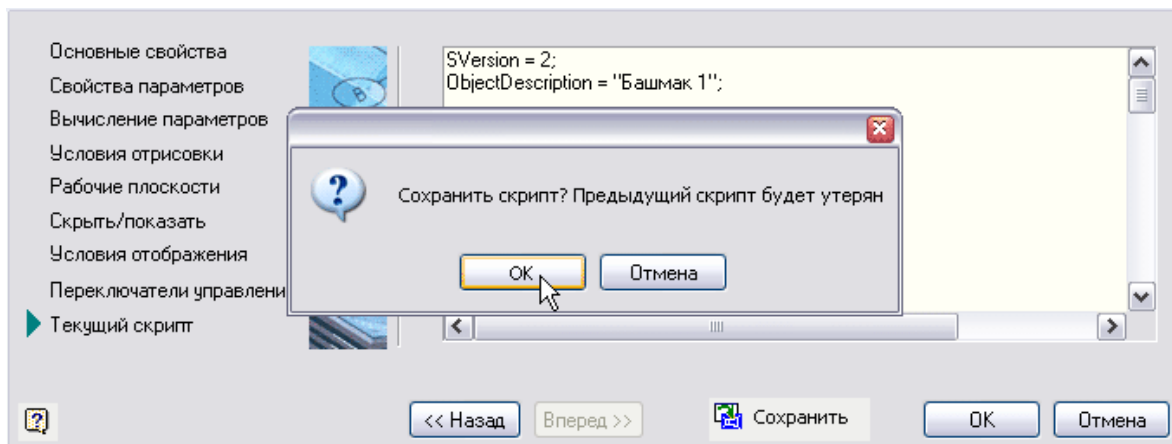 Основные свойства
Свойства параметров
Вычисление параметров
Условия отрисовки
Рабочие плоскости
Скрыть/показать
Условия отображения
Переключатели управлени
Текущий скрипт
SVersion = 2;
ObjectDescription = "Башмак 1";
Сохранить скрипт? Предыдущий скрипт будет утерян
OK
Отмена
<< Назад
Вперед >>
Сохранить
OK
Отмена